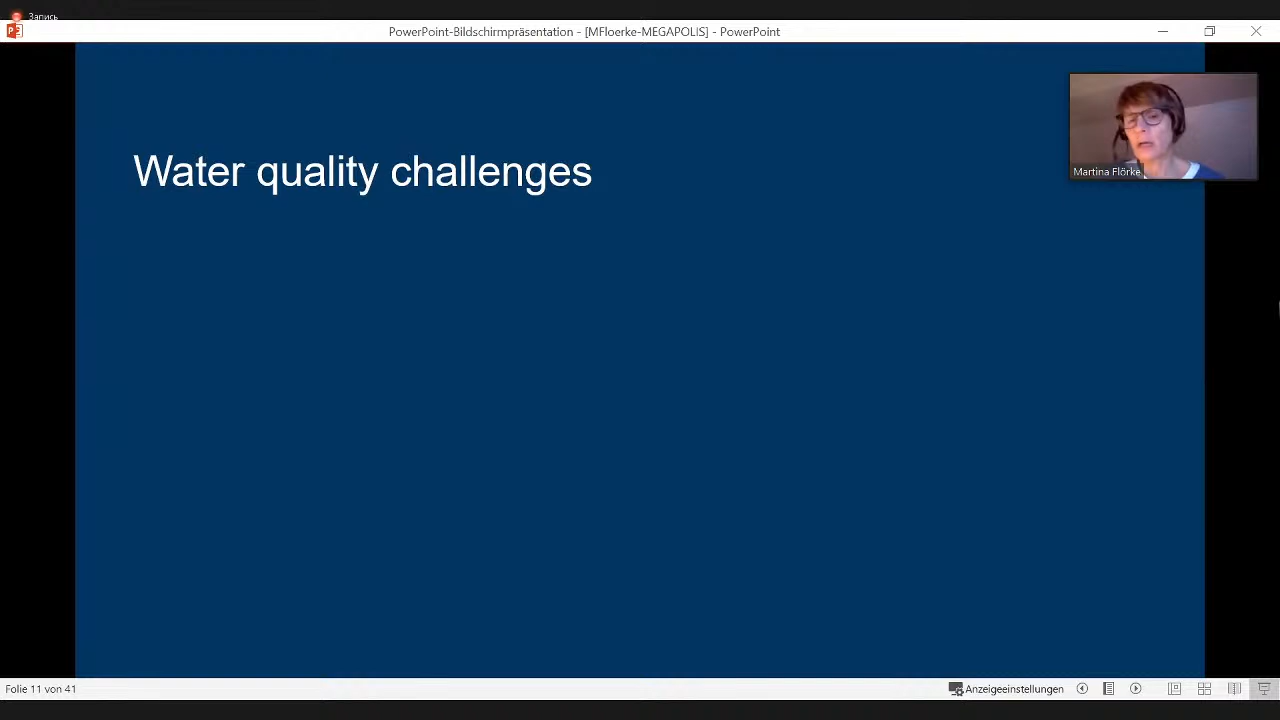 Запись
PowerPoint-Bildschirmpräsentation - [MFloerke-MEGAPOLIS] - PowerPoint
Water quality challenges
Martina Flörke
Folie 11 von 41
Anzeigeeinstellungen